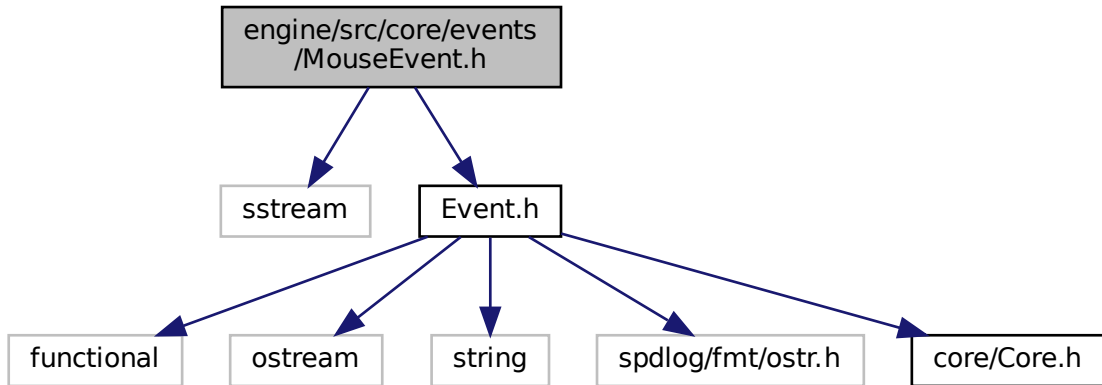 engine/src/core/events
/MouseEvent.h
sstream
Event.h
functional
ostream
string
spdlog/fmt/ostr.h
core/Core.h